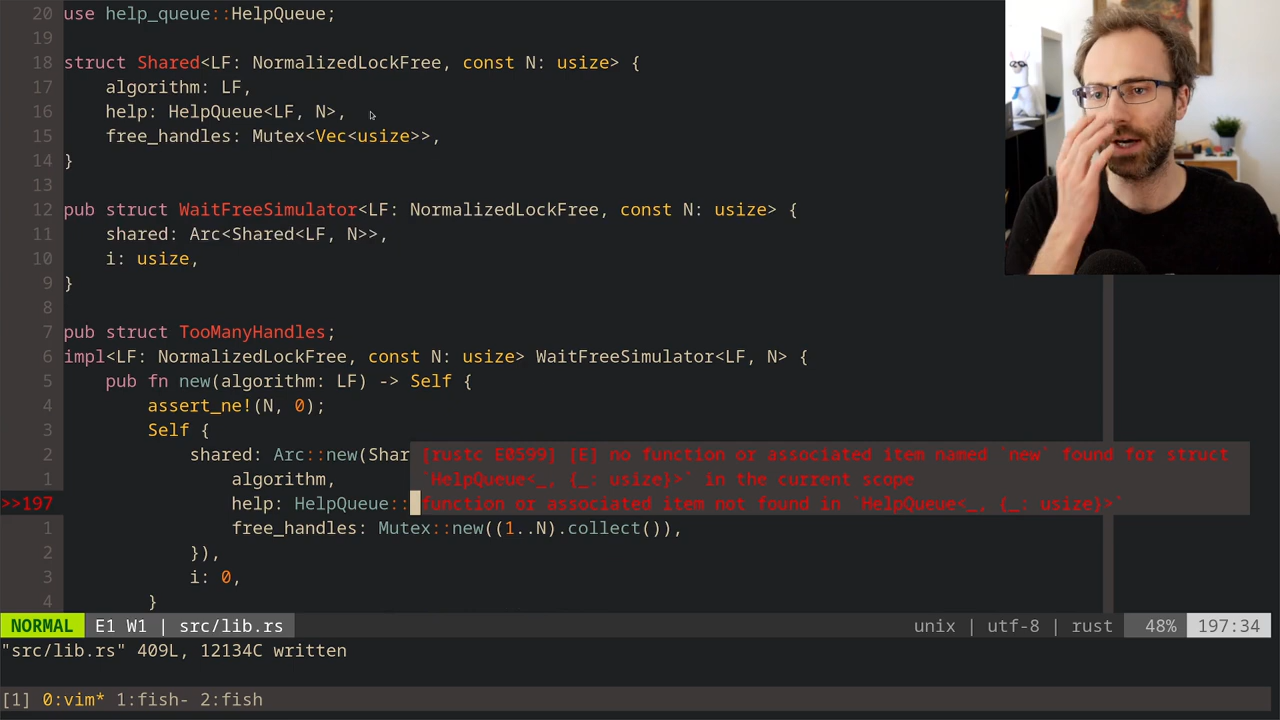 20 use help_queue::HelpQueue;
19
18 struct Shared<LF: NormalizedLockFree, const N: usize> {
17     algorithm: LF,
16     help: HelpQueue<LF, N>,
15     free_handles: Mutex<Vec<usize>>,
14 }
13
12 pub struct WaitFreeSimulator<LF: NormalizedLockFree, const N: usize> {
11     shared: Arc<Shared<LF, N>>,
10     i: usize,
9 }
8
7 pub struct TooManyHandles;
6 impl<LF: NormalizedLockFree, const N: usize> WaitFreeSimulator<LF, N> {
5     pub fn new(algorithm: LF) -> Self {
4         assert_ne!(N, 0);
3         Self {
2             shared: Arc::new(Shar [rustc E0599] [E] no function or associated item named `new` found for struct
1                 algorithm, `HelpQueue<_, {_: usize}>` in the current scope
>>197                 help: HelpQueue:: function or associated item not found in `HelpQueue<_, {_: usize}>`
1                 free_handles: Mutex::new((1..N).collect()),
2             }),
3             i: 0,
4         }
NORMAL E1 W1 | src/lib.rs unix | utf-8 | rust 48% 197:34
"src/lib.rs" 409L, 12134C written
[1] 0:vim* 1:fish- 2:fish